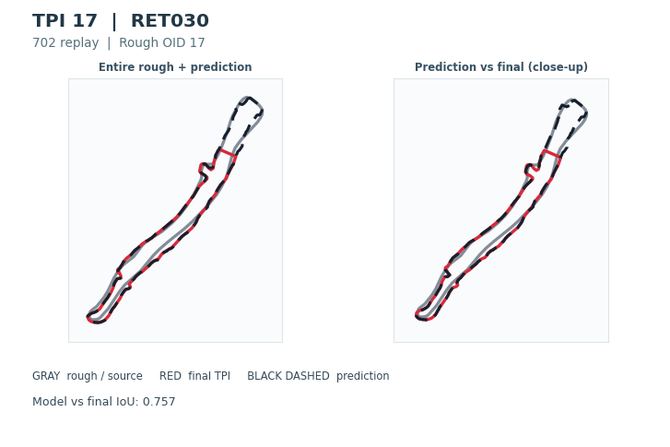 TPI 17 | RET030
702 replay | Rough OID 17
Entire rough + prediction
Prediction vs final (close-up)
GRAY rough / source RED final TPI BLACK DASHED prediction
Model vs final IoU: 0.757